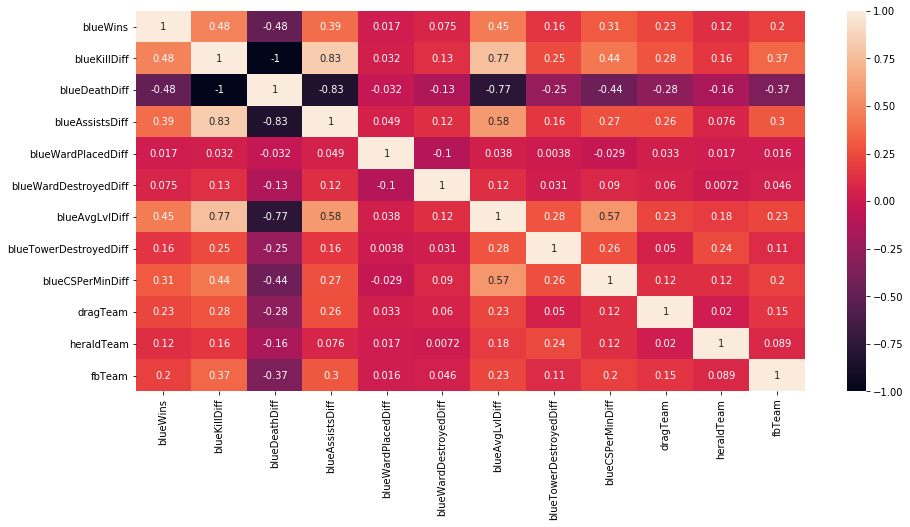 blueWins 1 0.48 -0.48 0.39 0.017 0.075 0.45 0.16 0.31 0.23 0.12 0.2
blueKillDiff 0.48 1 -1 0.83 0.032 0.13 0.77 0.25 0.44 0.28 0.16 0.37
blueDeathDiff -0.48 -1 1 -0.83 -0.032 -0.13 -0.77 -0.25 -0.44 -0.28 -0.16 -0.37
blueAssistsDiff 0.39 0.83 -0.83 1 0.049 0.12 0.58 0.16 0.27 0.26 0.076 0.3
blueWardPlacedDiff 0.017 0.032 -0.032 0.049 1 -0.1 0.038 0.0038 -0.029 0.033 0.017 0.016
blueWardDestroyedDiff 0.075 0.13 -0.13 0.12 -0.1 1 0.12 0.031 0.09 0.06 0.0072 0.046
blueAvgLvlDiff 0.45 0.77 -0.77 0.58 0.038 0.12 1 0.28 0.57 0.23 0.18 0.23
blueTowerDestroyedDiff 0.16 0.25 -0.25 0.16 0.0038 0.031 0.28 1 0.26 0.05 0.24 0.11
blueCSPerMinDiff 0.31 0.44 -0.44 0.27 -0.029 0.09 0.57 0.26 1 0.12 0.12 0.2
dragTeam 0.23 0.28 -0.28 0.26 0.033 0.06 0.23 0.05 0.12 1 0.02 0.15
heraldTeam 0.12 0.16 -0.16 0.076 0.017 0.0072 0.18 0.24 0.12 0.02 1 0.089
fbTeam 0.2 0.37 -0.37 0.3 0.016 0.046 0.23 0.11 0.2 0.15 0.089 1
blueWins
blueKillDiff
blueDeathDiff
blueAssistsDiff
blueWardPlacedDiff
blueWardDestroyedDiff
blueAvgLvlDiff
blueTowerDestroyedDiff
blueCSPerMinDiff
dragTeam
heraldTeam
fbTeam
1.00
0.75
0.50
0.25
0.00
−0.25
−0.50
−0.75
−1.00